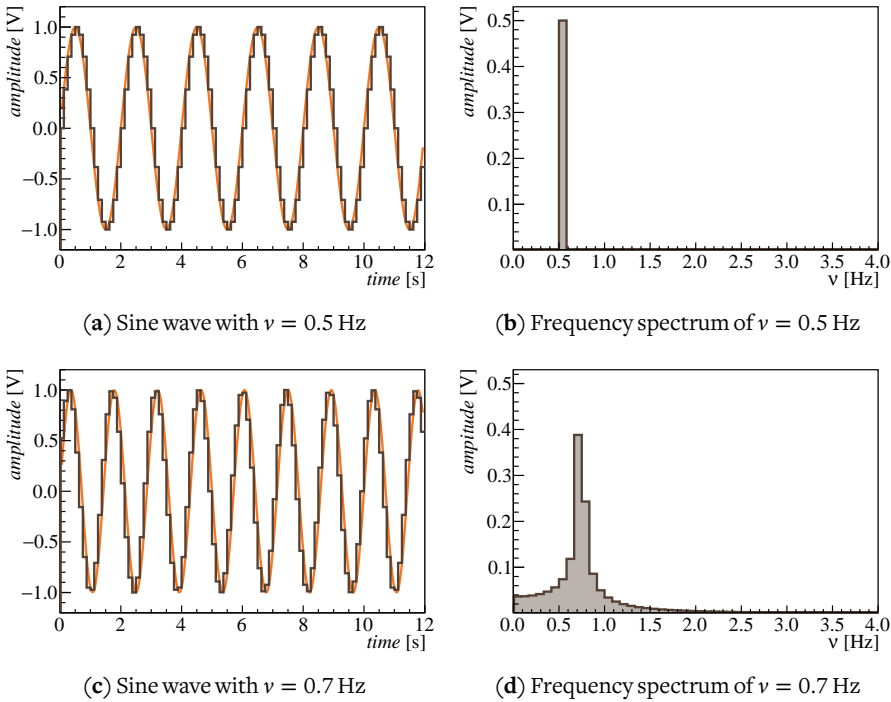 amplitude [V]
1.0
0.5
0.0
−0.5
−1.0
0 2 4 6 8 10 12
time [s]
(a) Sine wave with ν = 0.5 Hz
amplitude [V]
0.5
0.4
0.3
0.2
0.1
0.0 0.5 1.0 1.5 2.0 2.5 3.0 3.5 4.0
ν [Hz]
(b) Frequency spectrum of ν = 0.5 Hz
amplitude [V]
1.0
0.5
0.0
−0.5
−1.0
0 2 4 6 8 10 12
time [s]
(c) Sine wave with ν = 0.7 Hz
ampitude [V]
0.5
0.4
0.3
0.2
0.1
0.0 0.5 1.0 1.5 2.0 2.5 3.0 3.5 4.0
ν [Hz]
(d) Frequency spectrum of ν = 0.7 Hz